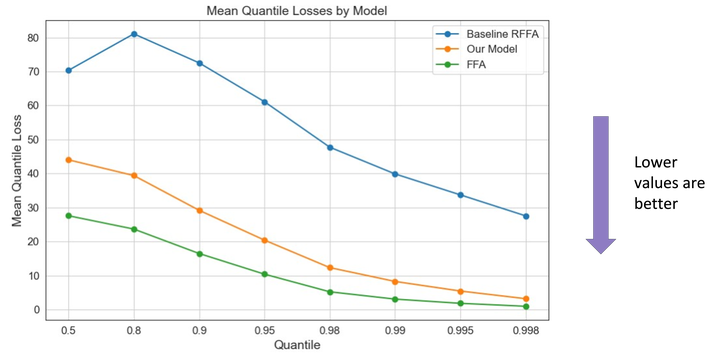 Mean Quantile Losses by Model
Baseline RFFA
Our Model
FFA
Mean Quantile Loss
80
70
60
50
40
30
20
10
0
0.5 0.8 0.9 0.95 0.98 0.99 0.995 0.998
Quantile
Lower
values are
better